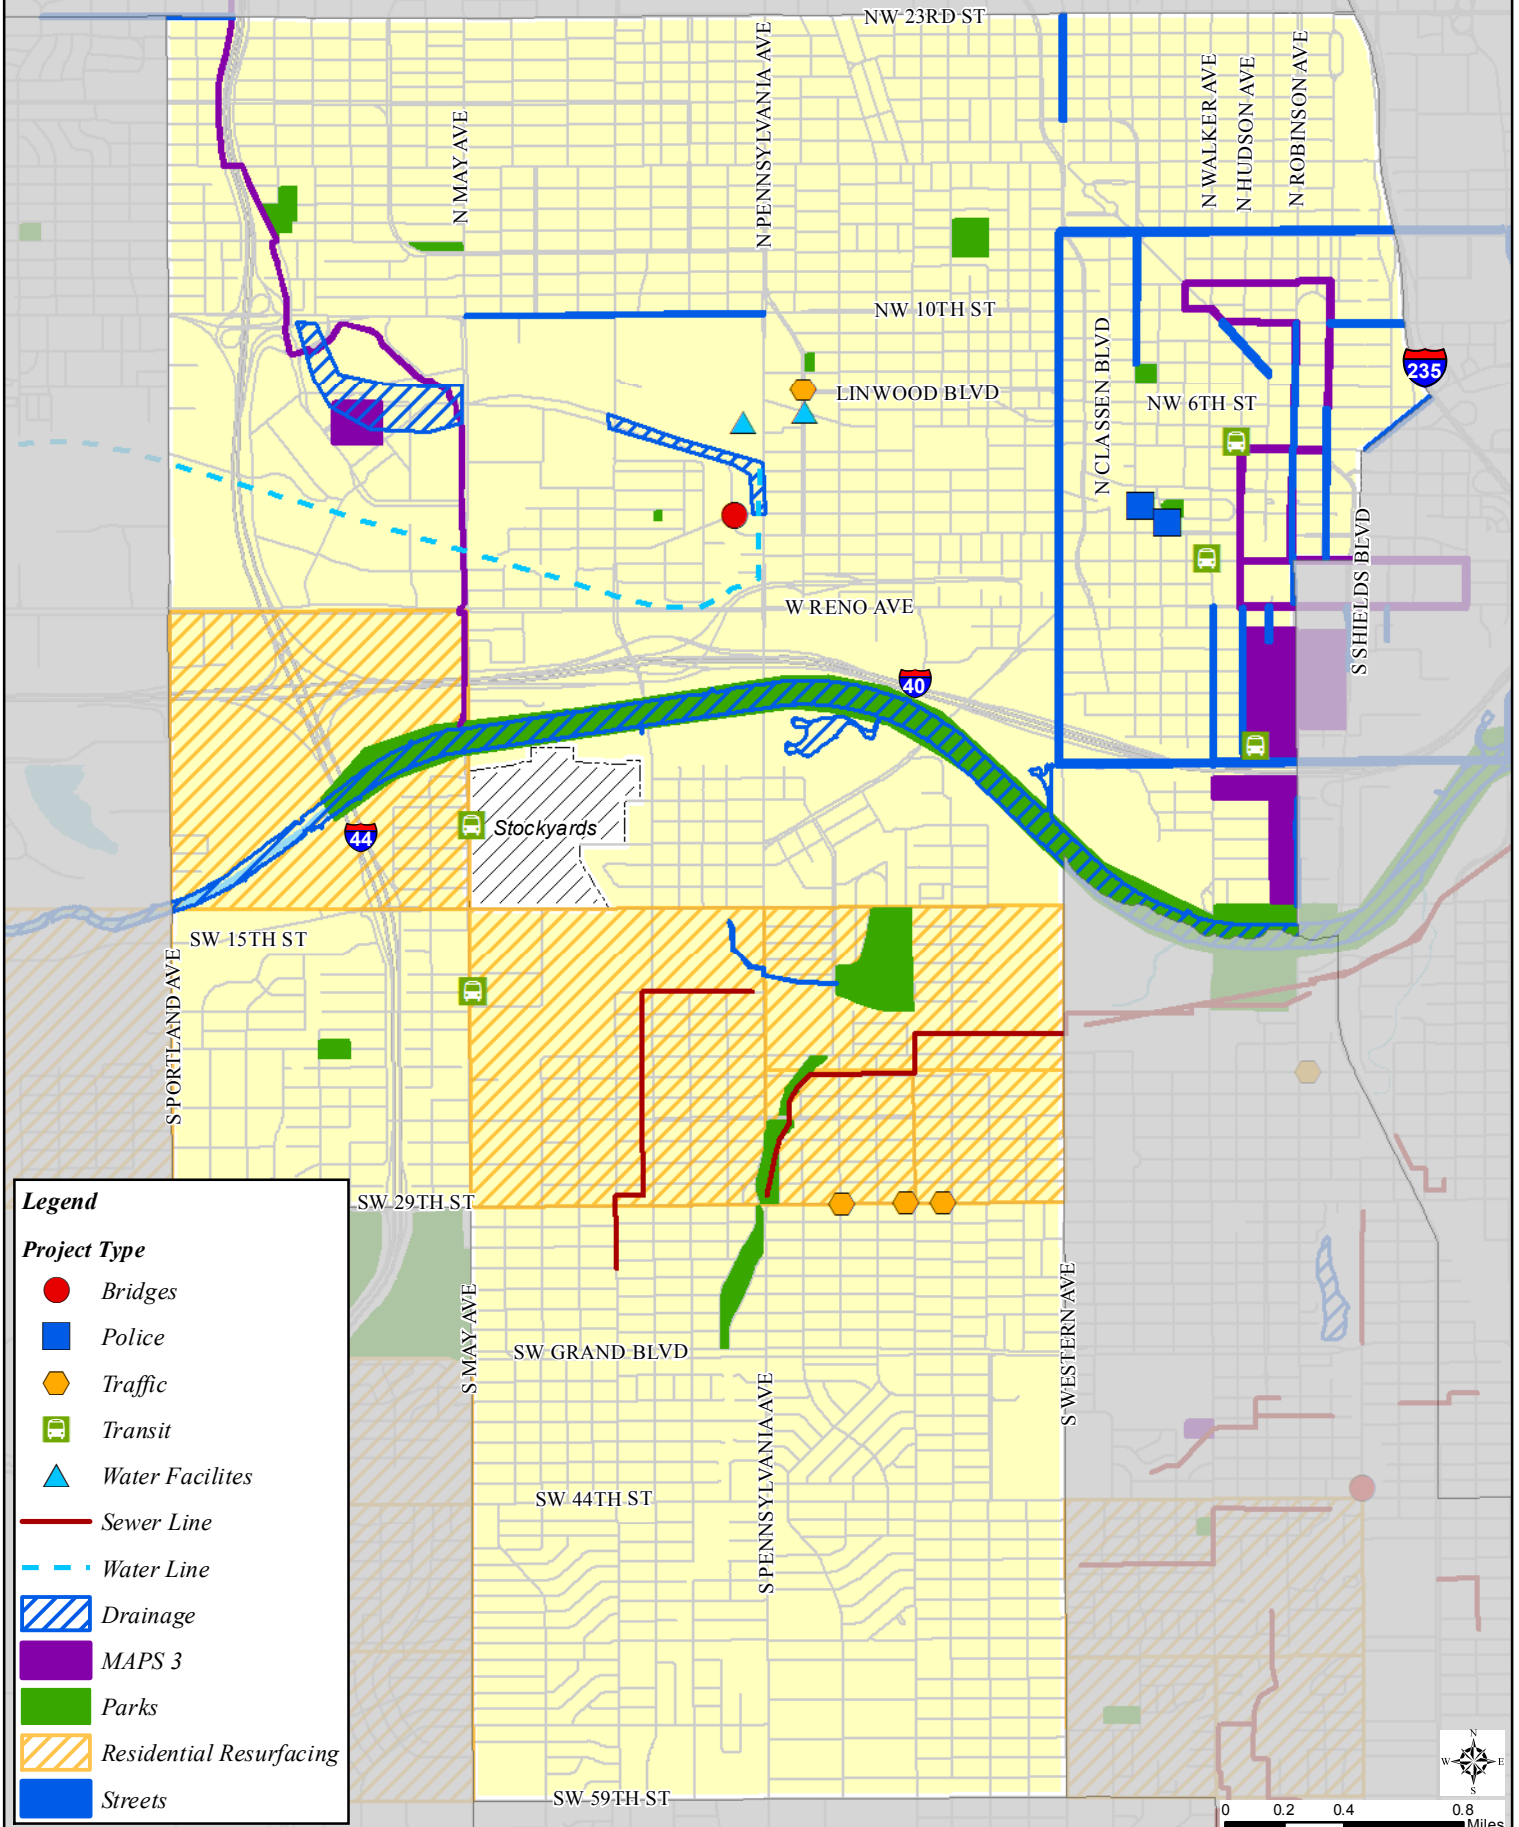 NW 23RD ST
N MAY AVE
N PENNSYLVANIA AVE
N WALKER AVE
N HUDSON AVE
N ROBINSON AVE
NW 10TH ST
N CLASSEN BLVD
235
LINWOOD BLVD
NW 6TH ST
S SHIELDS BLVD
W RENO AVE
40
44
Stockyards
SW 15TH ST
S PORTLAND AVE
SW 29TH ST
S MAY AVE
SW GRAND BLVD
S WESTERN AVE
S PENNSYLVANIA AVE
SW 44TH ST
SW 59TH ST
Legend
Project Type
Bridges
Police
Traffic
Transit
Water Facilites
Sewer Line
Water Line
Drainage
MAPS 3
Parks
Residential Resurfacing
Streets
N
W E
S
0 0.2 0.4 0.8
Miles